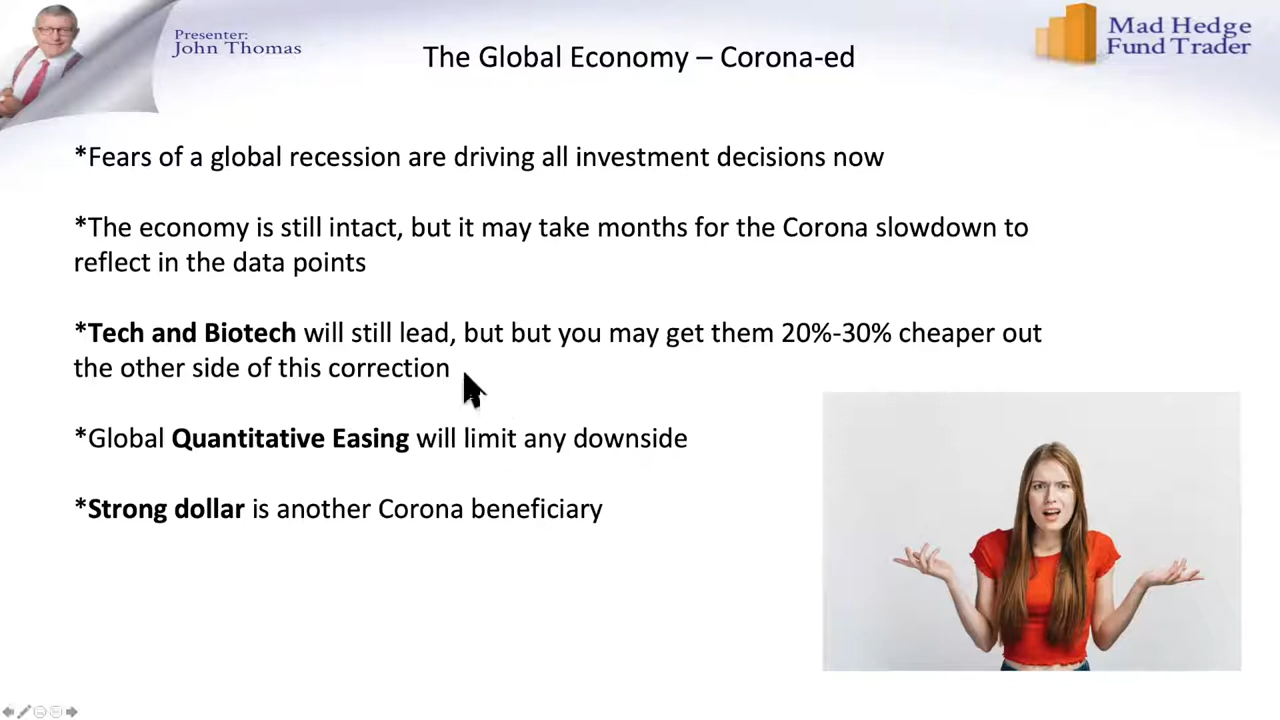 Presenter:
John Thomas
Mad Hedge
Fund Trader
The Global Economy – Corona-ed
*Fears of a global recession are driving all investment decisions now
*The economy is still intact, but it may take months for the Corona slowdown to
reflect in the data points
*Tech and Biotech will still lead, but but you may get them 20%-30% cheaper out
the other side of this correction
*Global Quantitative Easing will limit any downside
*Strong dollar is another Corona beneficiary